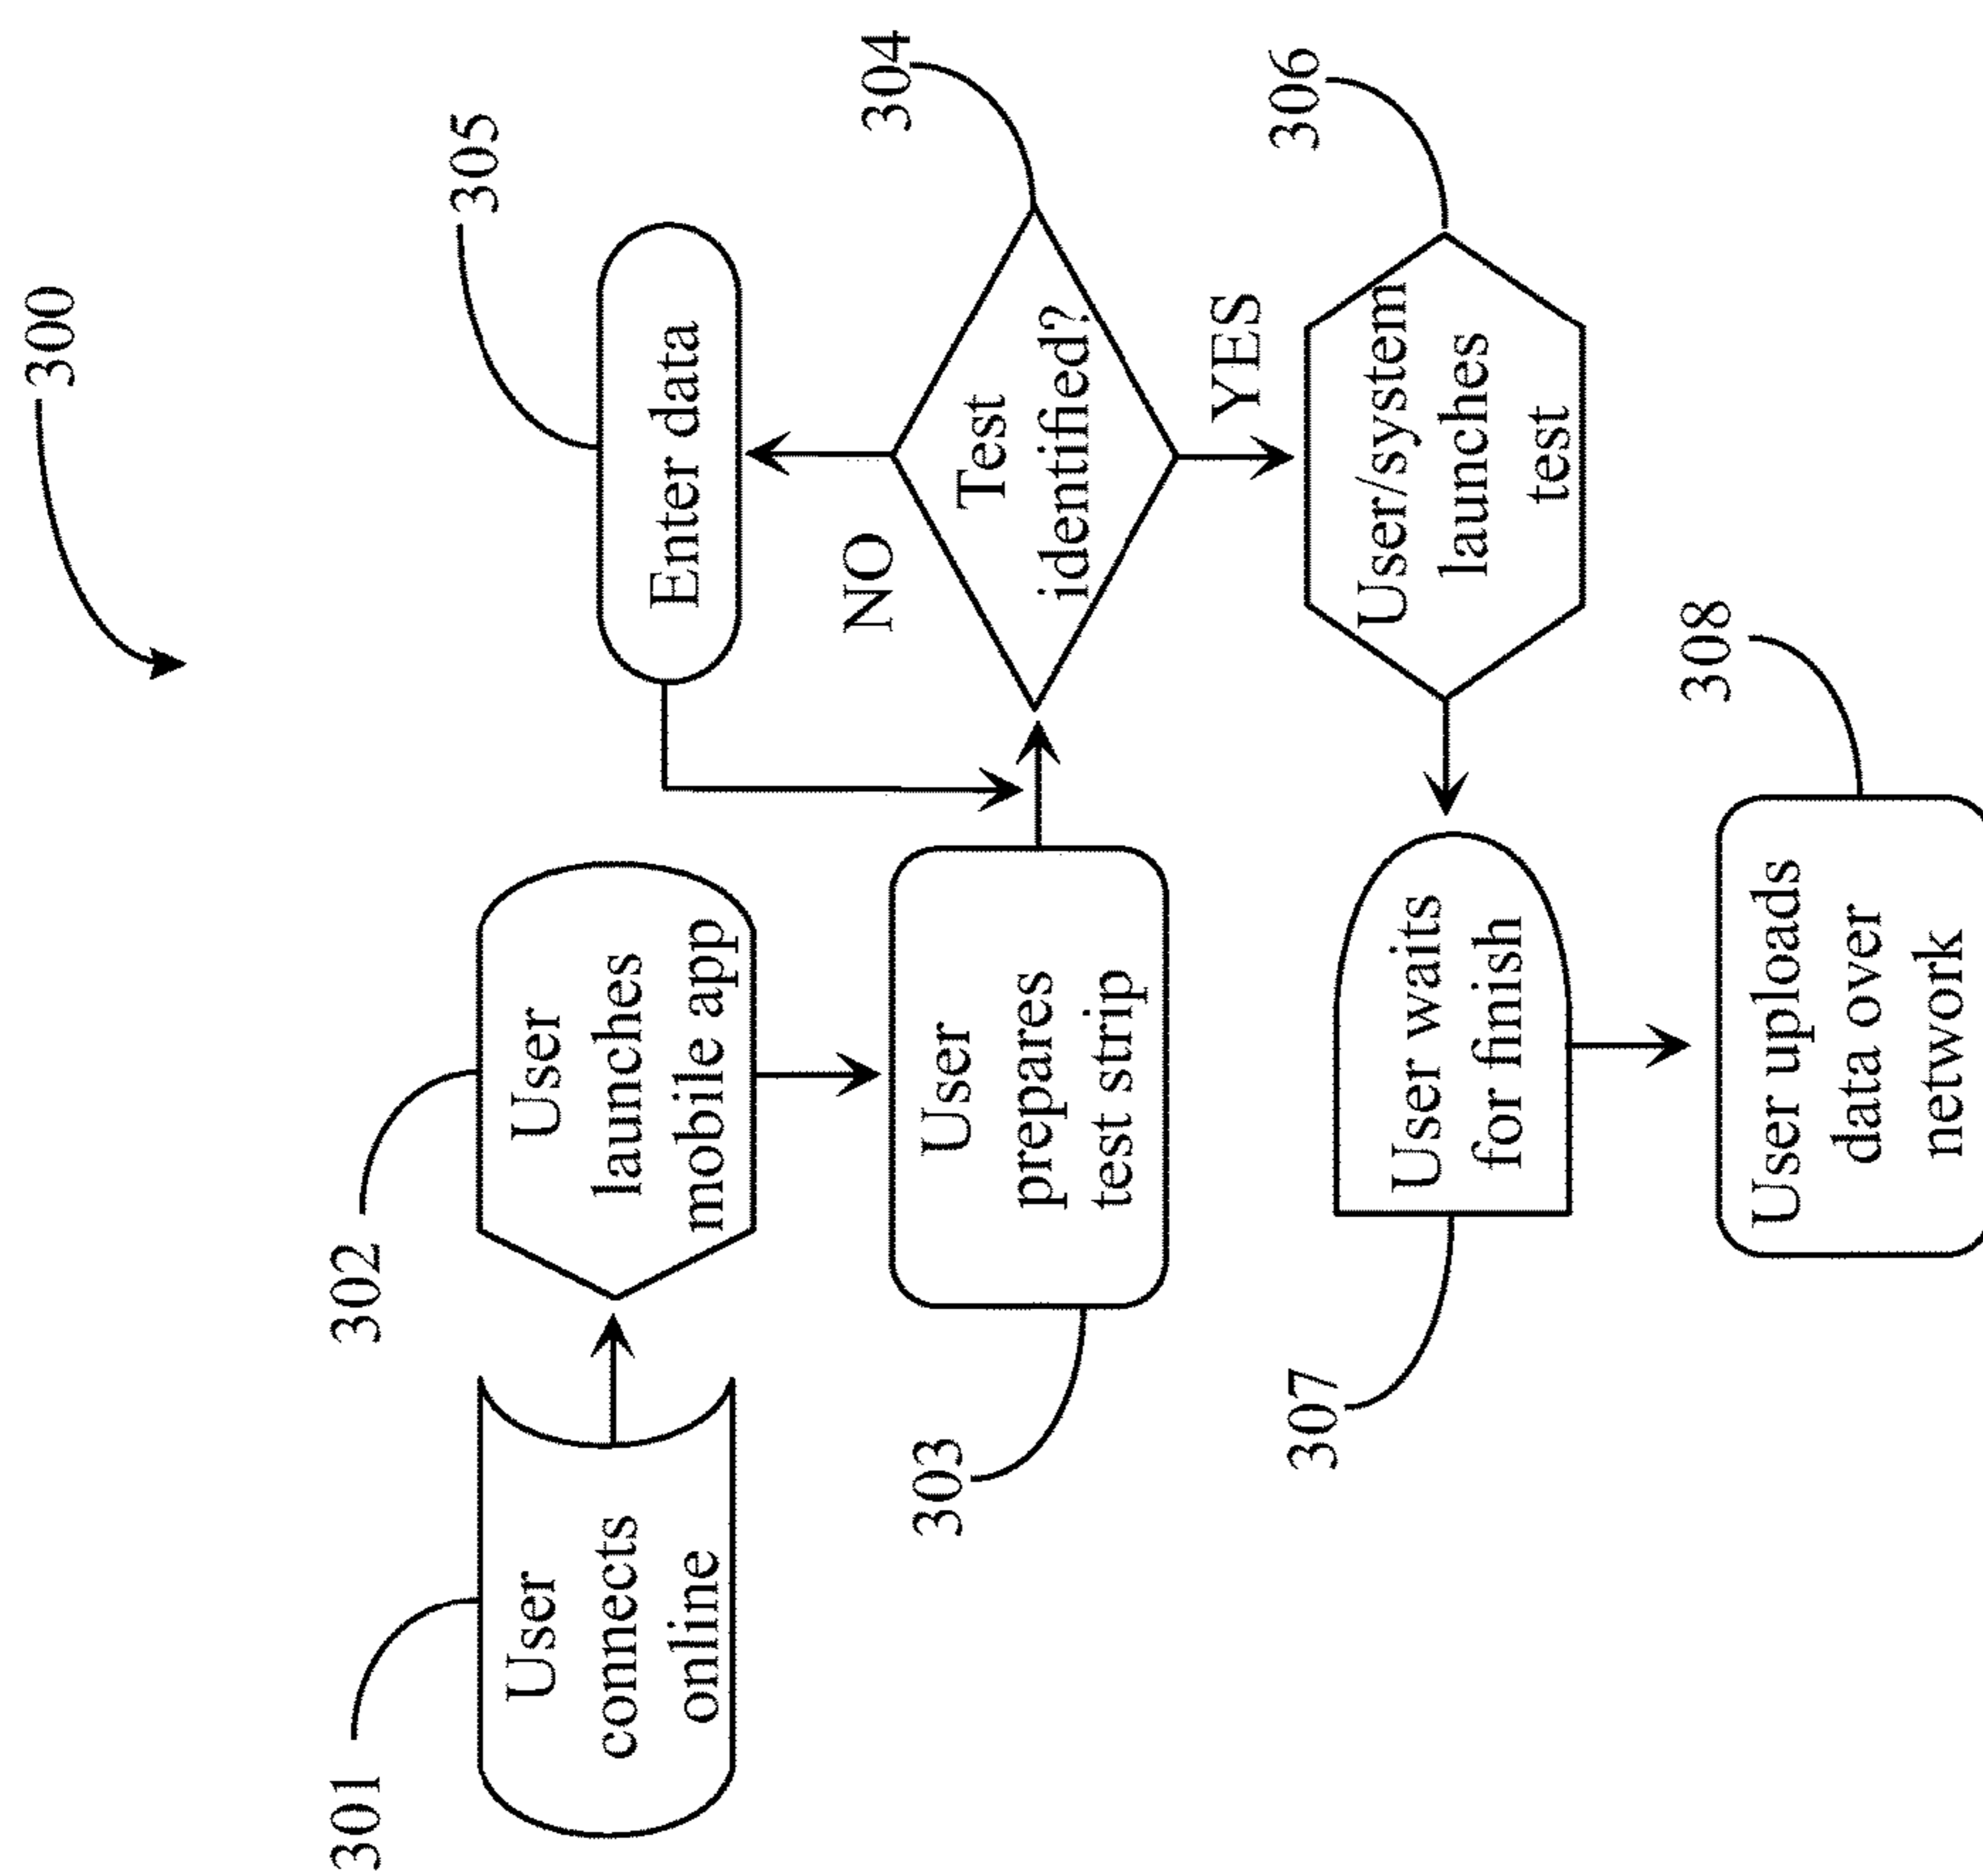 300
301
User
connects
online
302
User
launches
mobile app
303
User
prepares
test strip
304
Test
identified?
NO
305
Enter data
YES
306
User/system
launches
test
307
User waits
for finish
308
User uploads
data over
network